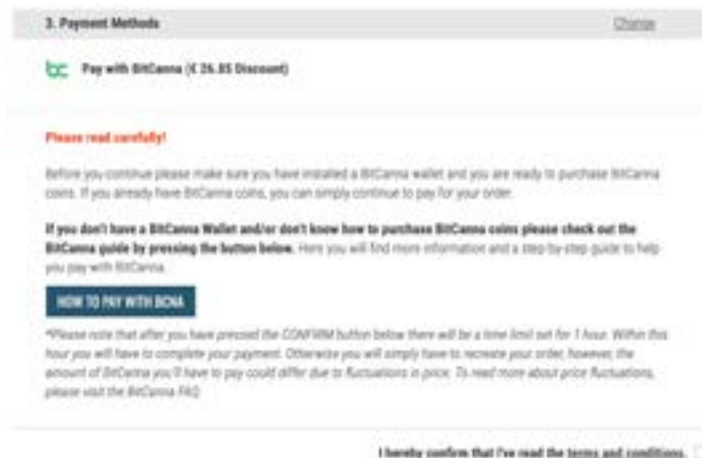 3. Payment Methods Change
bc Pay with BitCanna (€ 26.85 Discount)
Please read carefully!
Before you continue please make sure you have installed a BitCanna wallet and you are ready to purchase BitCanna
coins. If you already have BitCanna coins, you can simply continue to pay for your order.
If you don't have a BitCanna Wallet and/or don't know how to purchase BitCanna coins please check out the
BitCanna guide by pressing the button below. Here you will find more information and a step-by-step guide to help
you pay with BitCanna.
HOW TO PAY WITH BCNA
*Please note that after you have pressed the CONFIRM button below there will be a time limit set for 1 hour. Within this
hour you will have to complete your payment. Otherwise you will simply have to recreate your order, however, the
amount of BitCanna you'll have to pay could differ due to fluctuations in price. To read more about price fluctuations,
please visit the BitCanna FAQ
I hereby confirm that I've read the terms and conditions.